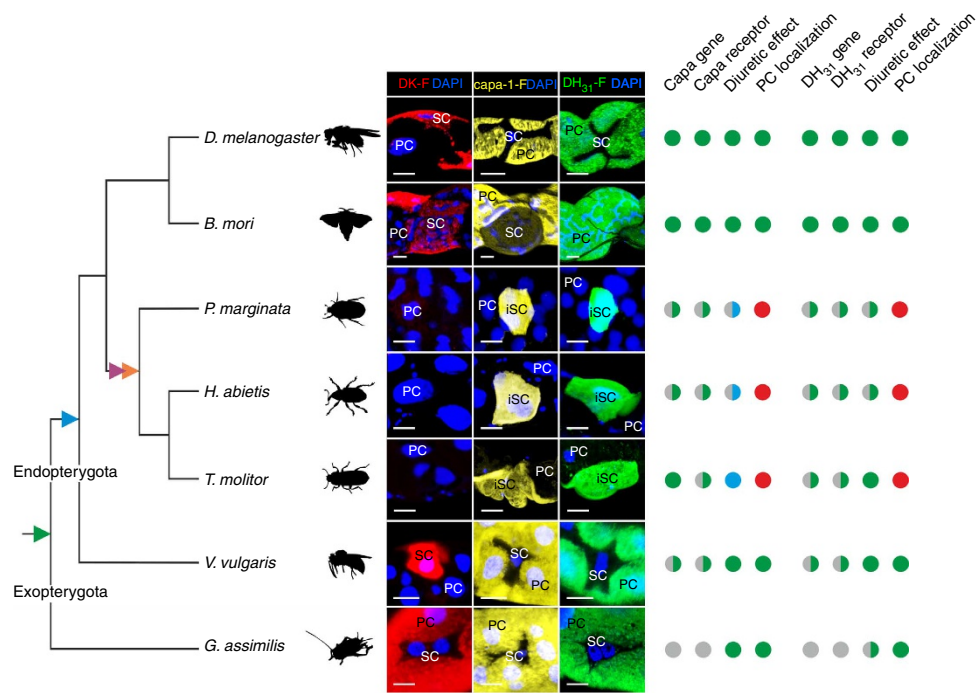 Capa gene
Capa receptor
Diuretic effect
PC localization
DH31 gene
DH31 receptor
Diuretic effect
PC localization
DK-F DAPI
capa-1-F DAPI
DH31-F DAPI
D. melanogaster
SC
PC
SC
PC
PC
SC
B. mori
PC
SC
PC
SC
PC
P. marginata
PC
PC
iSC
PC
iSC
H. abietis
PC
PC
iSC
iSC
PC
T. molitor
PC
PC
iSC
PC
iSC
Endopterygota
V. vulgaris
SC
PC
SC
PC
SC
PC
Exopterygota
G. assimilis
PC
SC
PC
SC
PC
SC